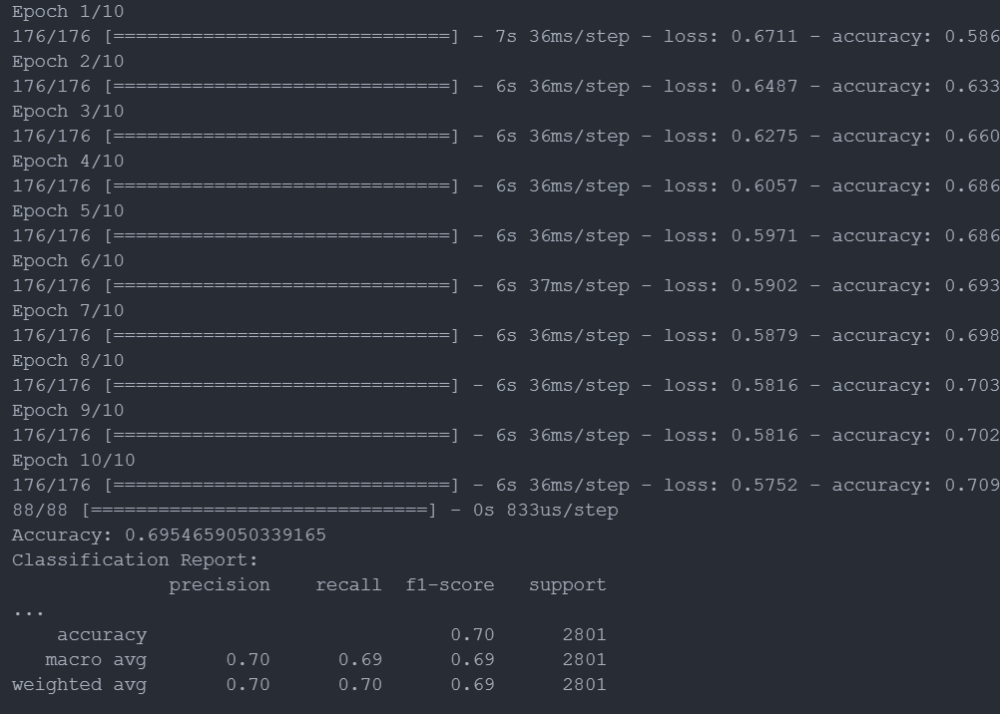 Epoch 1/10
176/176 [==============================] - 7s 36ms/step - loss: 0.6711 - accuracy: 0.586
Epoch 2/10
176/176 [==============================] - 6s 36ms/step - loss: 0.6487 - accuracy: 0.633
Epoch 3/10
176/176 [==============================] - 6s 36ms/step - loss: 0.6275 - accuracy: 0.660
Epoch 4/10
176/176 [==============================] - 6s 36ms/step - loss: 0.6057 - accuracy: 0.686
Epoch 5/10
176/176 [==============================] - 6s 36ms/step - loss: 0.5971 - accuracy: 0.686
Epoch 6/10
176/176 [==============================] - 6s 37ms/step - loss: 0.5902 - accuracy: 0.693
Epoch 7/10
176/176 [==============================] - 6s 36ms/step - loss: 0.5879 - accuracy: 0.698
Epoch 8/10
176/176 [==============================] - 6s 36ms/step - loss: 0.5816 - accuracy: 0.703
Epoch 9/10
176/176 [==============================] - 6s 36ms/step - loss: 0.5816 - accuracy: 0.702
Epoch 10/10
176/176 [==============================] - 6s 36ms/step - loss: 0.5752 - accuracy: 0.709
88/88 [==============================] - 0s 833us/step
Accuracy: 0.6954659050339165
Classification Report:
              precision    recall  f1-score   support
...
    accuracy                           0.70      2801
   macro avg       0.70      0.69      0.69      2801
weighted avg       0.70      0.70      0.69      2801